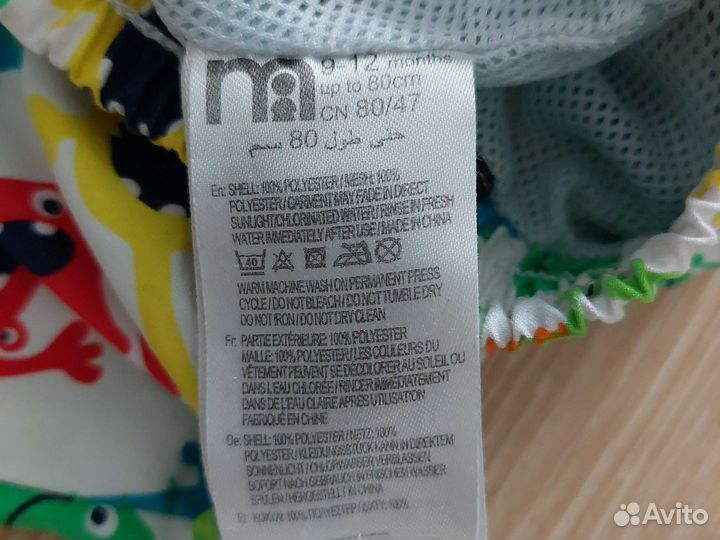 9-12 months
up to 80cm
CN 80/47
حتى طول 80 سم
En: SHELL: 100% POLYESTER / MERH: 100%
POLYESTER / GARMENT MAY FADE IN DIRECT
SUNLIGHT/CHLORINATED WATER / RINSE IN FRESH
WATER IMMEDIATELY AFTER USE / MADE IN CHINA
40
WARM MACHINE WASH ON PERMANENT PRESS
CYCLE / DO NOT BLEACH / DO NOT TUMBLE DRY
DO NOT IRON / DO NOT DRY CLEAN
Fr: PARTIE EXTÉRIEURE: 100% POLYESTER
MAILLE: 100% POLYESTER / LES COULEURS DU
VÊTEMENT PEUVENT SE DÉCOLORER AU SOLEIL OU
DANS L'EAU CHLORÉE / RINCER IMMÉDIATEMENT
DANS L'EAU CLAIRE APRÈS UTILISATION
FABRIQUÉ EN CHINE
De: SHELL: 100% POLYESTER / NETZ: 100%
POLYESTER / KLEIDUNGSSTÜCK KANN IN DIREKTEM
SONNENLICHT / CHLORWASSER VERBLASSEN
SOFORT NACH GEBRAUCH IN FRISCHEM WASSER
SPÜLEN / HERGESTELLT IN CHINA
100% ПОЛИЭСТЕР 100%
Avito